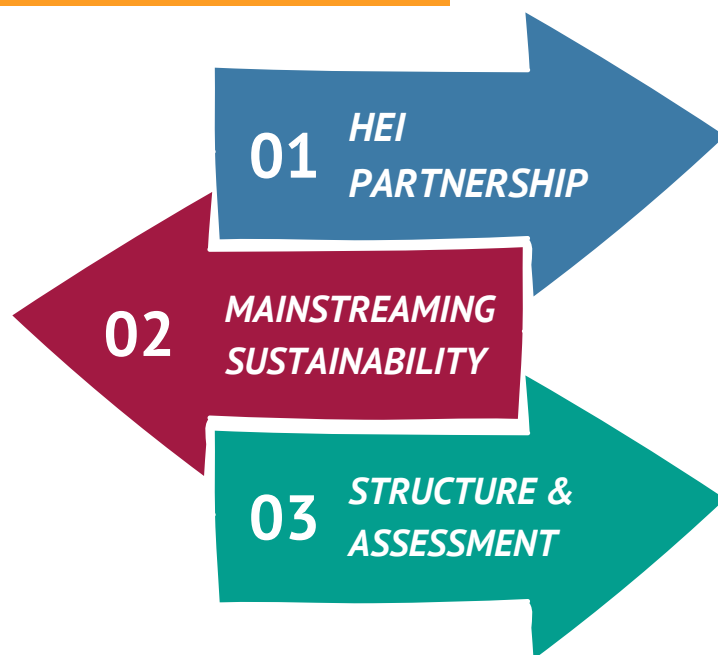 01
HEI
PARTNERSHIP
02
MAINSTREAMING
SUSTAINABILITY
03
STRUCTURE &
ASSESSMENT